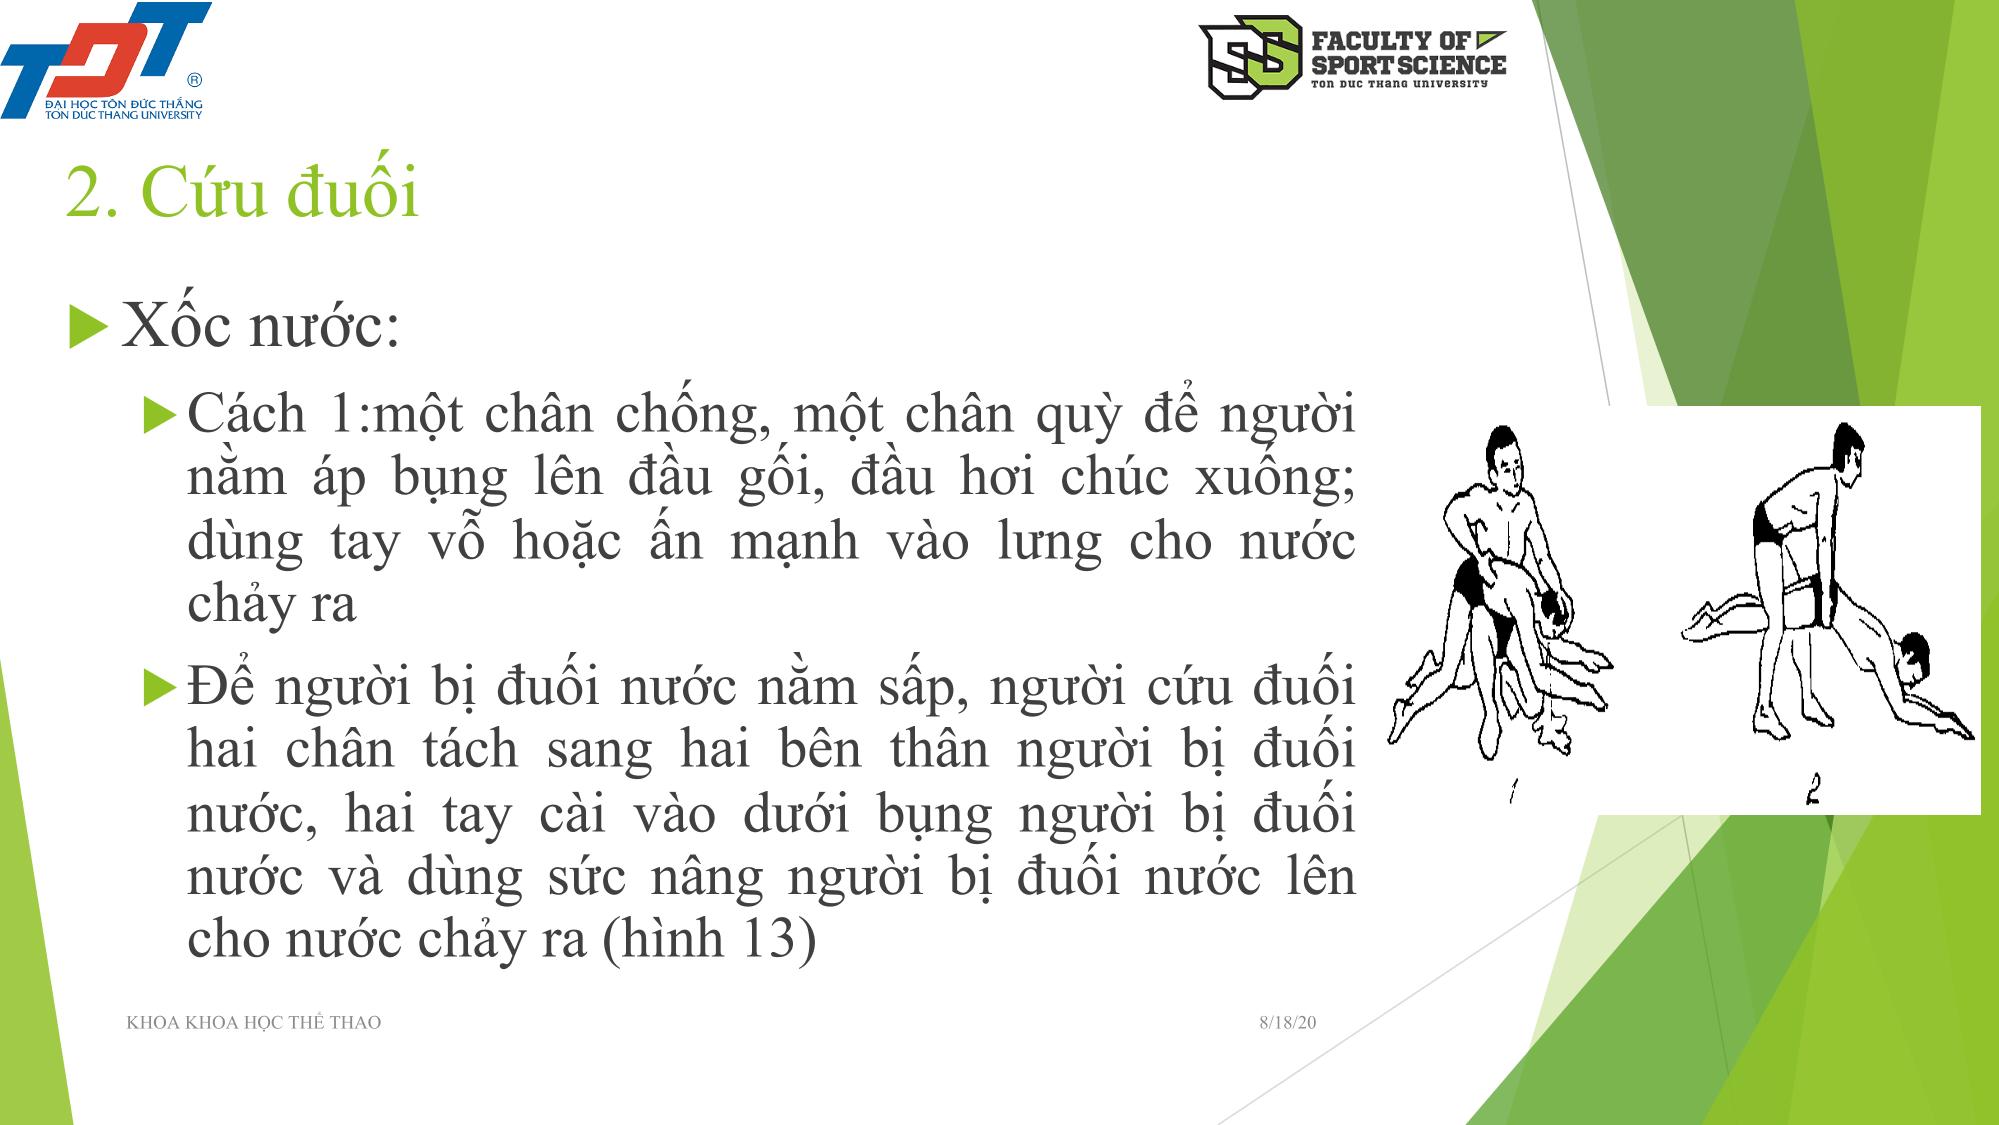 TDT
®
ĐẠI HỌC TÔN ĐỨC THẮNG
TON DUC THANG UNIVERSITY
SS
FACULTY OF
SPORT SCIENCE
TON DUC THANG UNIVERSITY
2. Cứu đuối
Xốc nước:
Cách 1:một chân chống, một chân quỳ để người
nằm áp bụng lên đầu gối, đầu hơi chúc xuống;
dùng tay vỗ hoặc ấn mạnh vào lưng cho nước
chảy ra
Để người bị đuối nước nằm sấp, người cứu đuối
hai chân tách sang hai bên thân người bị đuối
nước, hai tay cài vào dưới bụng người bị đuối
nước và dùng sức nâng người bị đuối nước lên
cho nước chảy ra (hình 13)
1
2
KHOA KHOA HỌC THỂ THAO
8/18/20